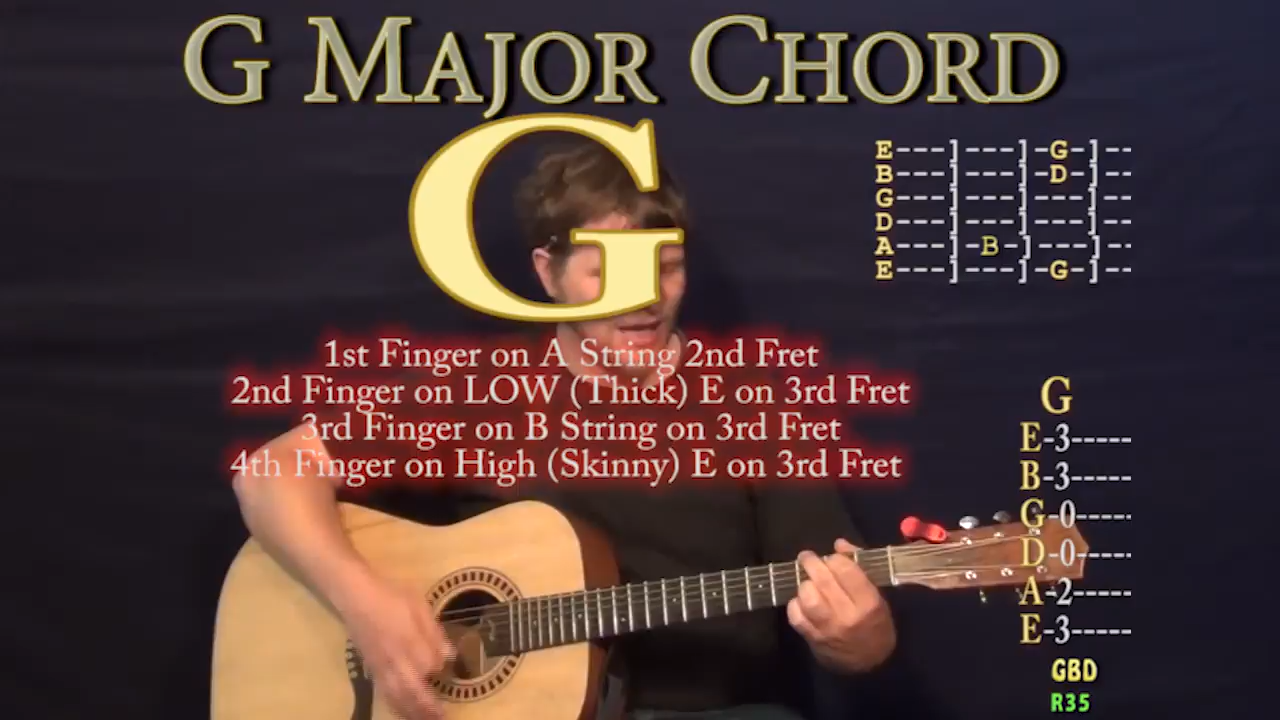 G MAJOR CHORD
G
E---]---]-G-]--
B---]---]-D-]--
G---]---]---]--
D---]---]---]--
A---]-B-]---]--
E---]---]-G-]--
1st Finger on A String 2nd Fret
2nd Finger on LOW (Thick) E on 3rd Fret
3rd Finger on B String on 3rd Fret
4th Finger on High (Skinny) E on 3rd Fret
G
E-3-----
B-3-----
G-0-----
D-0-----
A-2-----
E-3-----
GBD
R35